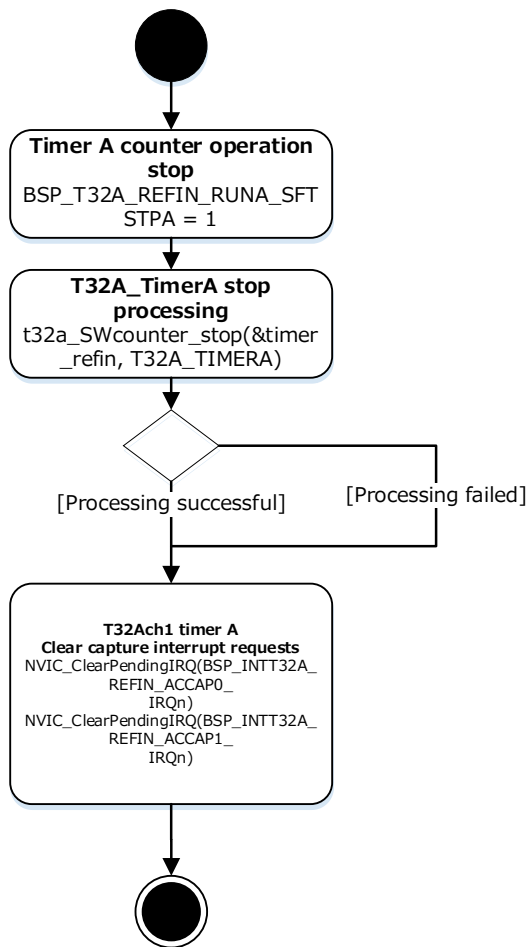 Timer A counter operation
stop
BSP_T32A_REFIN_RUNA_SFT
STPA = 1
T32A_TimerA stop
processing
t32a_SWcounter_stop(&timer
_refin, T32A_TIMERA)
[Processing successful]
[Processing failed]
T32Ach1 timer A
Clear capture interrupt requests
NVIC_ClearPendingIRQ(BSP_INTT32A_
REFIN_ACCAP0_
IRQn)
NVIC_ClearPendingIRQ(BSP_INTT32A_
REFIN_ACCAP1_
IRQn)